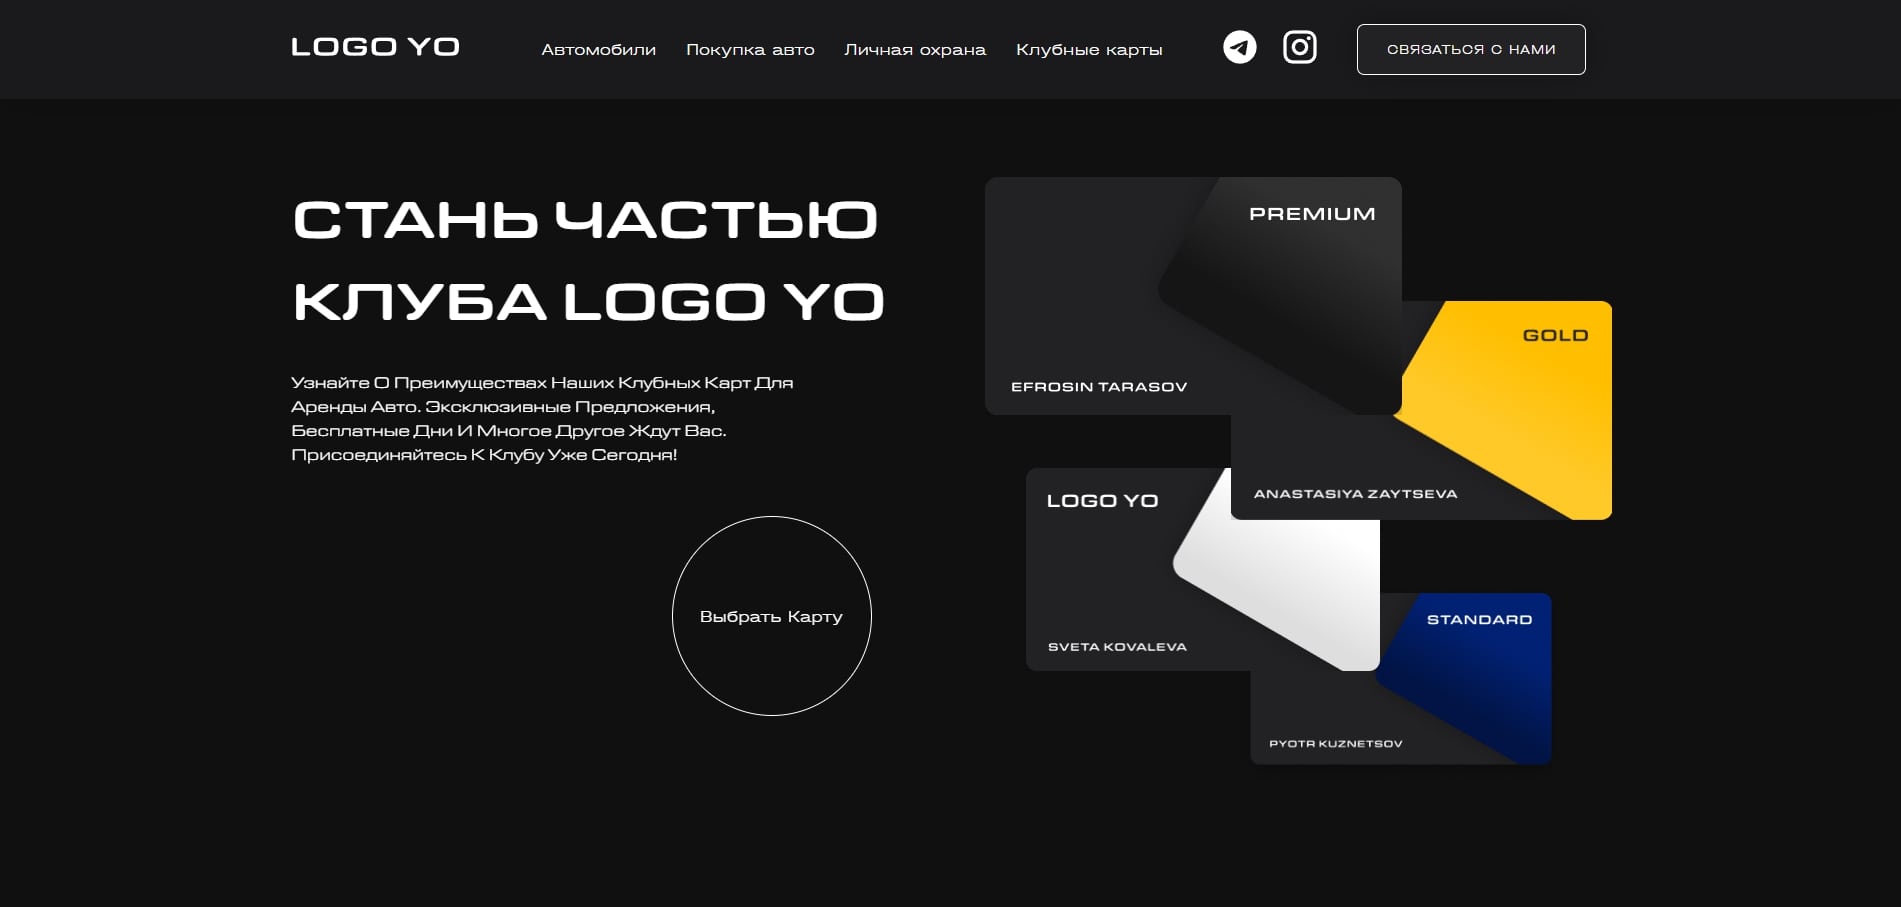 LOGO YO
Автомобили
Покупка авто
Личная охрана
Клубные карты
СВЯЗАТЬСЯ С НАМИ
СТАНЬ ЧАСТЬЮ
КЛУБА LOGO YO
Узнайте О Преимуществах Наших Клубных Карт Для
Аренды Авто. Эксклюзивные Предложения,
Бесплатные Дни И Многое Другое Ждут Вас.
Присоединяйтесь К Клубу Уже Сегодня!
Выбрать Карту
PREMIUM
EFROSIN TARASOV
GOLD
ANASTASIYA ZAYTSEVA
LOGO YO
SVETA KOVALEVA
STANDARD
PYOTR KUZNETSOV